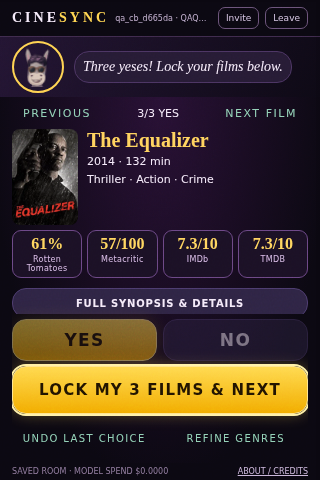 CINESYNC qa_cb_d665da · QAQ... Invite Leave
Three yeses! Lock your films below.
PREVIOUS 3/3 YES NEXT FILM
THE EQUALIZER
The Equalizer
2014 · 132 min
Thriller · Action · Crime
61% 57/100 7.3/10 7.3/10
Rotten Tomatoes Metacritic IMDb TMDB
FULL SYNOPSIS & DETAILS
YES NO
LOCK MY 3 FILMS & NEXT
UNDO LAST CHOICE REFINE GENRES
SAVED ROOM · MODEL SPEND $0.0000 ABOUT / CREDITS